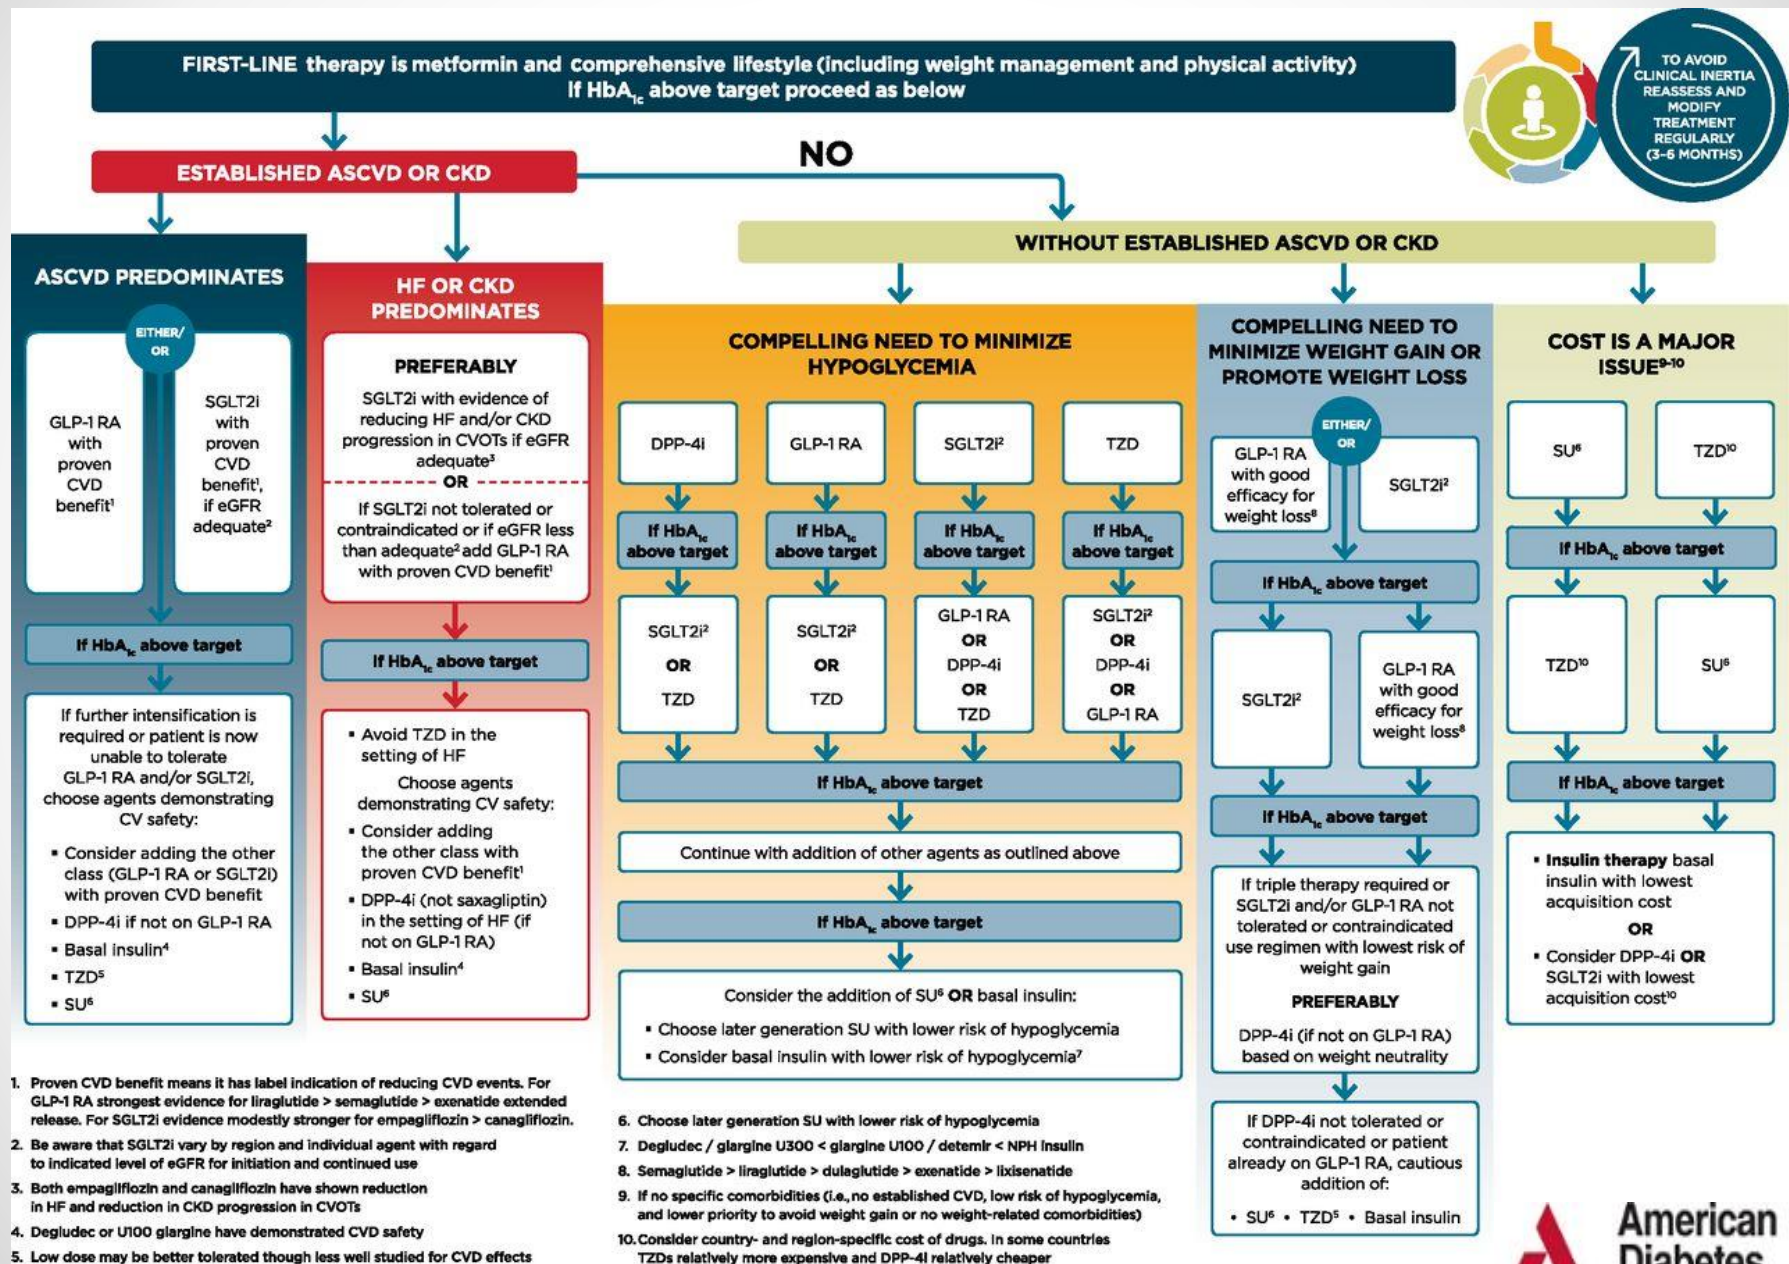 FIRST-LINE therapy is metformin and comprehensive lifestyle (including weight management and physical activity)
If HbA1c above target proceed as below
TO AVOID
CLINICAL INERTIA
REASSESS AND
MODIFY
TREATMENT
REGULARLY
(3-6 MONTHS)
ESTABLISHED ASCVD OR CKD
NO
WITHOUT ESTABLISHED ASCVD OR CKD
ASCVD PREDOMINATES
EITHER/
OR
GLP-1 RA
with
proven
CVD
benefit¹
SGLT2i
with
proven
CVD
benefit¹,
if eGFR
adequate²
If HbA1c above target
If further intensification is
required or patient is now
unable to tolerate
GLP-1 RA and/or SGLT2i,
choose agents demonstrating
CV safety:
▪ Consider adding the other
class (GLP-1 RA or SGLT2i)
with proven CVD benefit
▪ DPP-4i if not on GLP-1 RA
▪ Basal insulin⁴
▪ TZD⁵
▪ SU⁶
HF OR CKD
PREDOMINATES
PREFERABLY
SGLT2i with evidence of
reducing HF and/or CKD
progression in CVOTs if eGFR
adequate³
OR
If SGLT2i not tolerated or
contraindicated or if eGFR less
than adequate² add GLP-1 RA
with proven CVD benefit¹
If HbA1c above target
▪ Avoid TZD in the
setting of HF
Choose agents
demonstrating CV safety:
▪ Consider adding
the other class with
proven CVD benefit¹
▪ DPP-4i (not saxagliptin)
in the setting of HF (if
not on GLP-1 RA)
▪ Basal insulin⁴
▪ SU⁶
COMPELLING NEED TO MINIMIZE
HYPOGLYCEMIA
DPP-4i
If HbA1c
above target
SGLT2i²
OR
TZD
GLP-1 RA
If HbA1c
above target
SGLT2i²
OR
TZD
SGLT2i²
If HbA1c
above target
GLP-1 RA
OR
DPP-4i
OR
TZD
TZD
If HbA1c
above target
SGLT2i²
OR
DPP-4i
OR
GLP-1 RA
If HbA1c above target
Continue with addition of other agents as outlined above
If HbA1c above target
Consider the addition of SU⁶ OR basal insulin:
▪ Choose later generation SU with lower risk of hypoglycemia
▪ Consider basal insulin with lower risk of hypoglycemia⁷
COMPELLING NEED TO
MINIMIZE WEIGHT GAIN OR
PROMOTE WEIGHT LOSS
EITHER/
OR
GLP-1 RA
with good
efficacy for
weight loss⁸
SGLT2i²
If HbA1c above target
SGLT2i²
GLP-1 RA
with good
efficacy for
weight loss⁸
If HbA1c above target
If triple therapy required or
SGLT2i and/or GLP-1 RA not
tolerated or contraindicated
use regimen with lowest risk of
weight gain
PREFERABLY
DPP-4i (if not on GLP-1 RA)
based on weight neutrality
If DPP-4i not tolerated or
contraindicated or patient
already on GLP-1 RA, cautious
addition of:
• SU⁶ • TZD⁵ • Basal insulin
COST IS A MAJOR
ISSUE⁹⁻¹⁰
SU⁶
TZD¹⁰
If HbA1c above target
TZD¹⁰
SU⁶
If HbA1c above target
▪ Insulin therapy basal
insulin with lowest
acquisition cost
OR
▪ Consider DPP-4i OR
SGLT2i with lowest
acquisition cost¹⁰
1. Proven CVD benefit means it has label indication of reducing CVD events. For
GLP-1 RA strongest evidence for liraglutide > semaglutide > exenatide extended
release. For SGLT2i evidence modestly stronger for empagliflozin > canagliflozin.
2. Be aware that SGLT2i vary by region and individual agent with regard
to indicated level of eGFR for initiation and continued use
3. Both empagliflozin and canagliflozin have shown reduction
in HF and reduction in CKD progression in CVOTs
4. Degludec or U100 glargine have demonstrated CVD safety
5. Low dose may be better tolerated though less well studied for CVD effects
6. Choose later generation SU with lower risk of hypoglycemia
7. Degludec / glargine U300 < glargine U100 / detemir < NPH insulin
8. Semaglutide > liraglutide > dulaglutide > exenatide > lixisenatide
9. If no specific comorbidities (i.e., no established CVD, low risk of hypoglycemia,
and lower priority to avoid weight gain or no weight-related comorbidities)
10. Consider country- and region-specific cost of drugs. In some countries
TZDs relatively more expensive and DPP-4i relatively cheaper
American
Diabetes